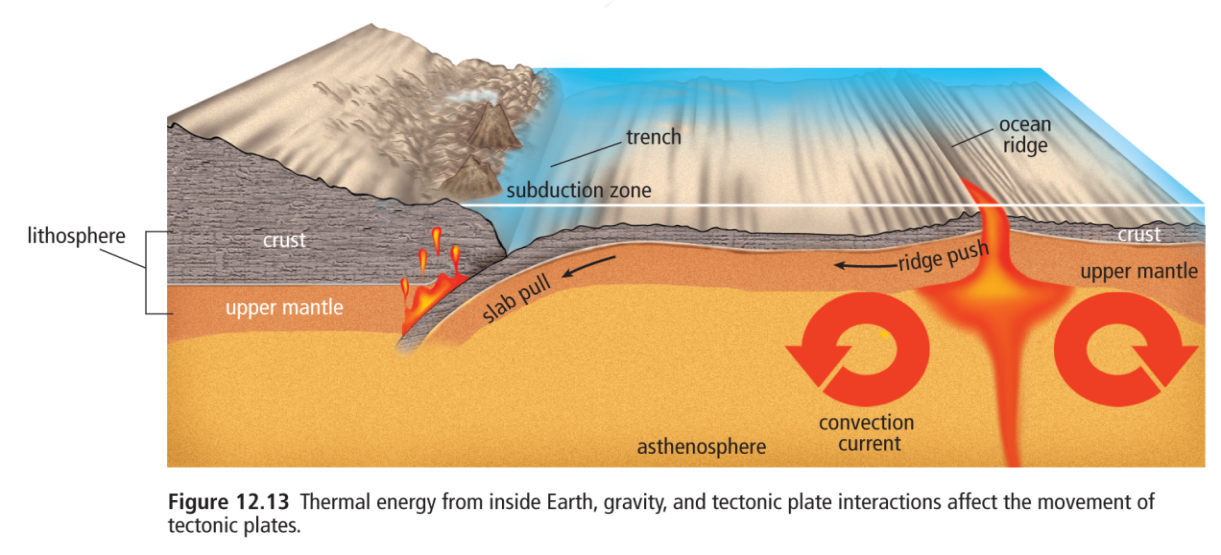 trench
ocean
ridge
subduction zone
lithosphere
crust
crust
ridge push
upper mantle
slab pull
upper mantle
convection
current
asthenosphere
Figure 12.13 Thermal energy from inside Earth, gravity, and tectonic plate interactions affect the movement of
tectonic plates.